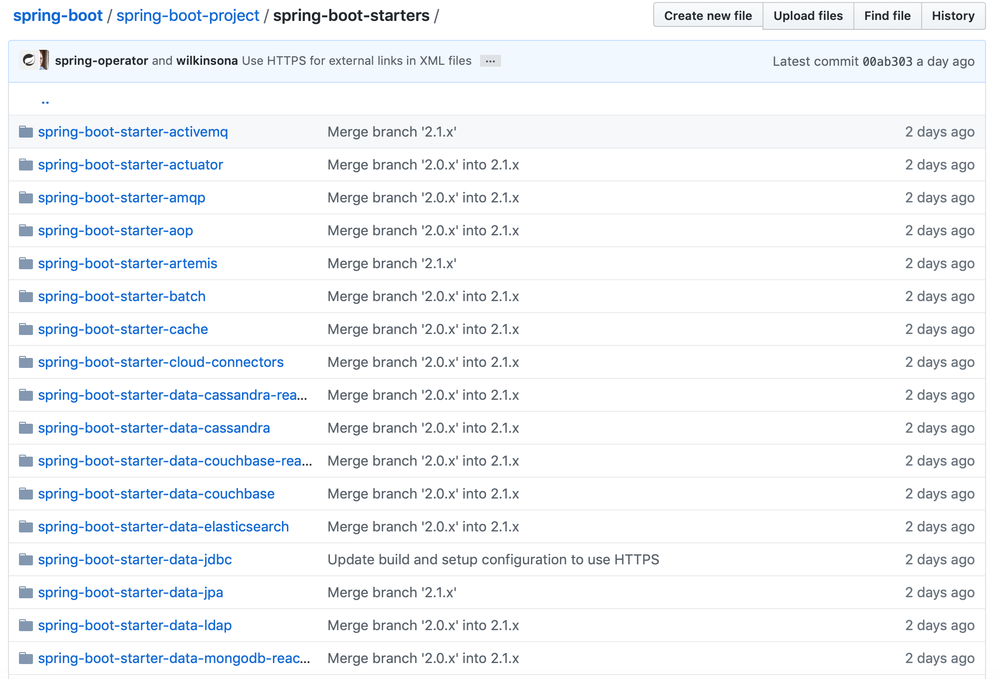 spring-boot / spring-boot-project / spring-boot-starters /
Create new file Upload files Find file History
spring-operator and wilkinsona Use HTTPS for external links in XML files ... Latest commit 00ab303 a day ago
..
spring-boot-starter-activemq Merge branch '2.1.x' 2 days ago
spring-boot-starter-actuator Merge branch '2.0.x' into 2.1.x 2 days ago
spring-boot-starter-amqp Merge branch '2.0.x' into 2.1.x 2 days ago
spring-boot-starter-aop Merge branch '2.0.x' into 2.1.x 2 days ago
spring-boot-starter-artemis Merge branch '2.1.x' 2 days ago
spring-boot-starter-batch Merge branch '2.0.x' into 2.1.x 2 days ago
spring-boot-starter-cache Merge branch '2.0.x' into 2.1.x 2 days ago
spring-boot-starter-cloud-connectors Merge branch '2.0.x' into 2.1.x 2 days ago
spring-boot-starter-data-cassandra-rea... Merge branch '2.0.x' into 2.1.x 2 days ago
spring-boot-starter-data-cassandra Merge branch '2.0.x' into 2.1.x 2 days ago
spring-boot-starter-data-couchbase-rea... Merge branch '2.0.x' into 2.1.x 2 days ago
spring-boot-starter-data-couchbase Merge branch '2.0.x' into 2.1.x 2 days ago
spring-boot-starter-data-elasticsearch Merge branch '2.0.x' into 2.1.x 2 days ago
spring-boot-starter-data-jdbc Update build and setup configuration to use HTTPS 2 days ago
spring-boot-starter-data-jpa Merge branch '2.1.x' 2 days ago
spring-boot-starter-data-ldap Merge branch '2.0.x' into 2.1.x 2 days ago
spring-boot-starter-data-mongodb-reac... Merge branch '2.0.x' into 2.1.x 2 days ago